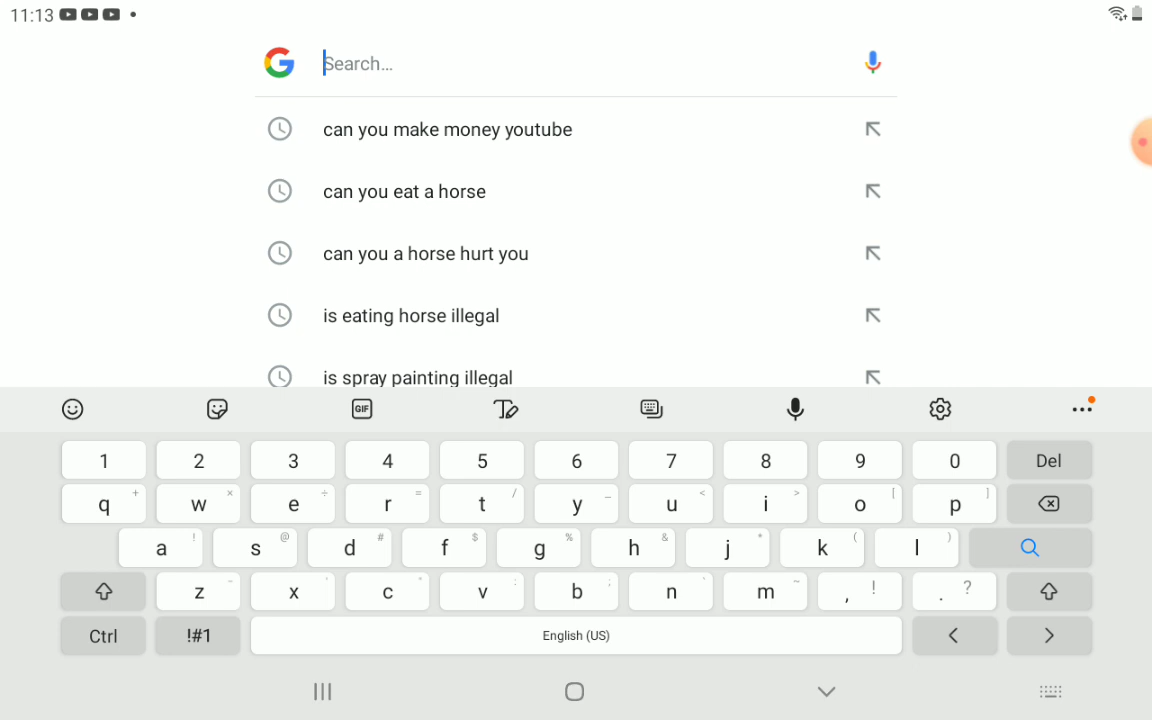 11:13
Search...
can you make money youtube
can you eat a horse
can you a horse hurt you
is eating horse illegal
is spray painting illegal
GIF
1 2 3 4 5 6 7 8 9 0 Del
q + w × e ÷ r = t / y _ u < i > o [ p ]
a ! s @ d # f $ g % h & j * k ( l )
z - x ' c " v : b ; n ` m ~ , ! . ?
Ctrl !#1 English (US) < >